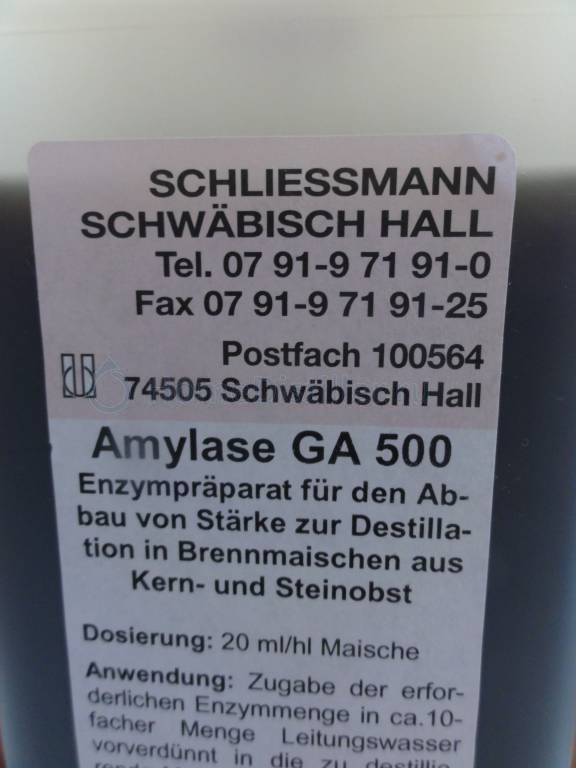 SCHLIESSMANN
SCHWÄBISCH HALL
Tel. 07 91-9 71 91-0
Fax 07 91-9 71 91-25
Postfach 100564
74505 Schwäbisch Hall
Amylase GA 500
Enzympräparat für den Ab-
bau von Stärke zur Destilla-
tion in Brennmaischen aus
Kern- und Steinobst
Dosierung: 20 ml/hl Maische
Anwendung: Zugabe der erfor-
derlichen Enzymmenge in ca.10-
facher Menge Leitungswasser
vorverdünnt in die zu destillie-